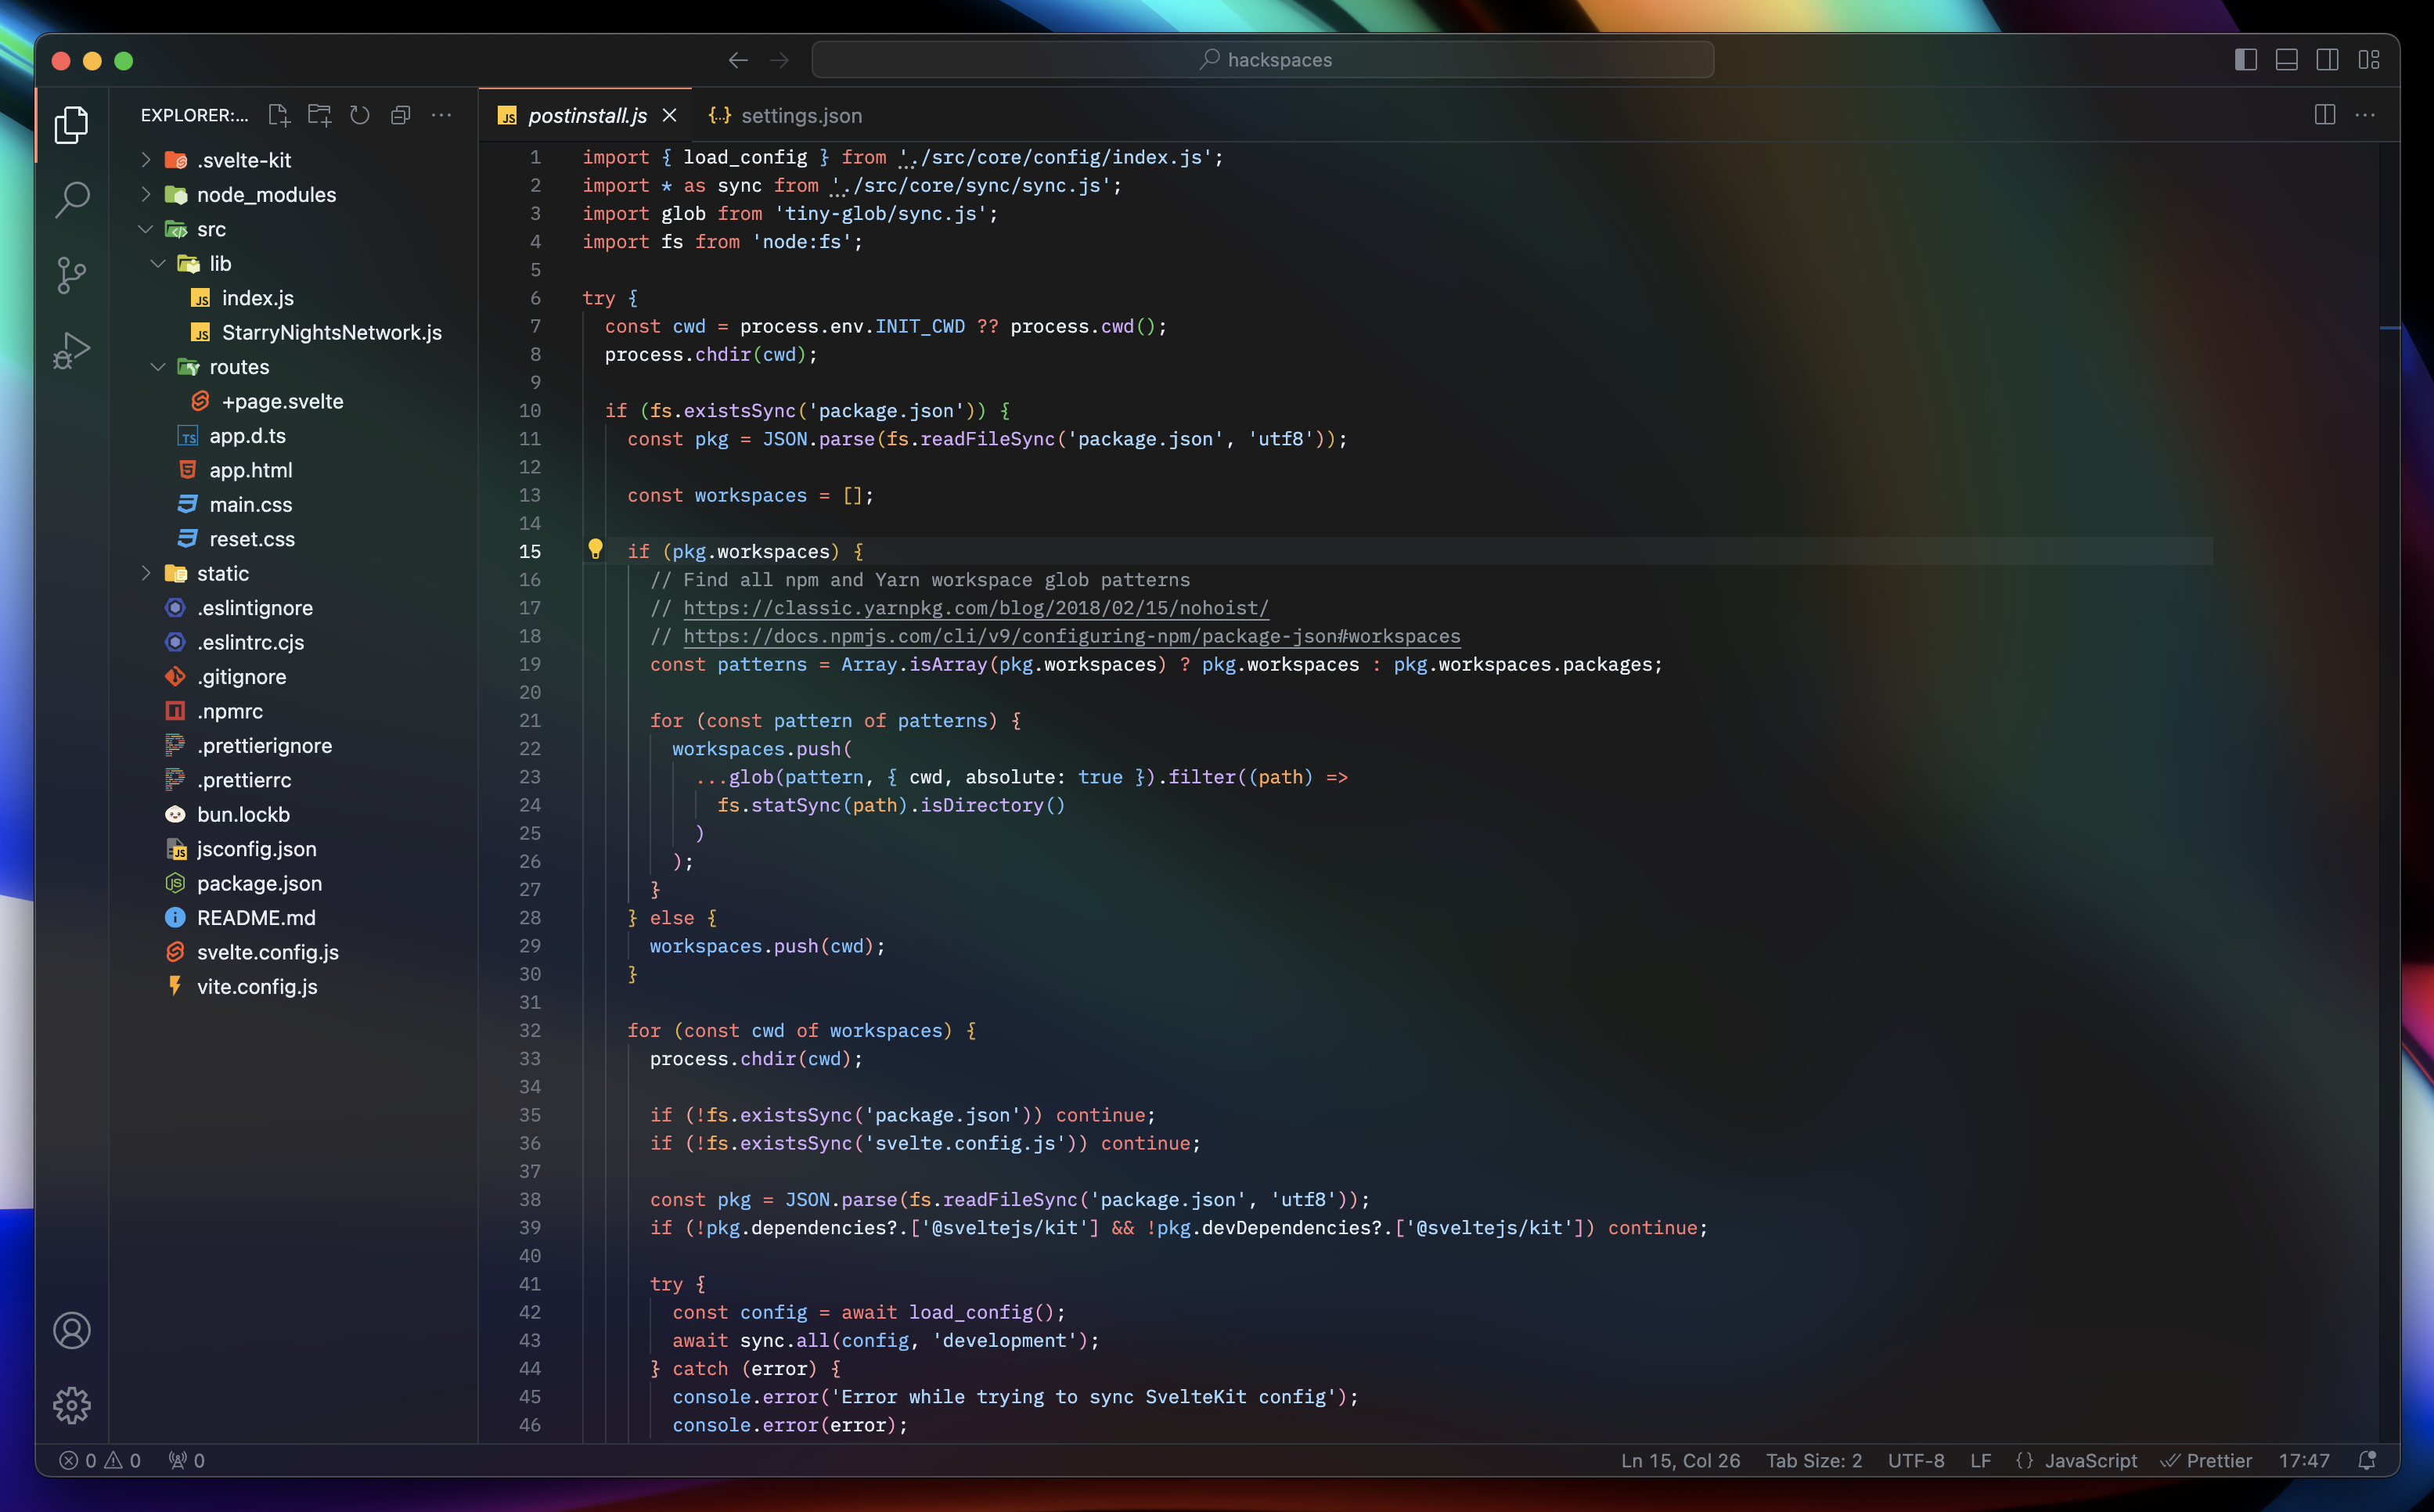 hackspaces
EXPLORER:...
.svelte-kit
node_modules
src
lib
index.js
StarryNightsNetwork.js
routes
+page.svelte
app.d.ts
app.html
main.css
reset.css
static
.eslintignore
.eslintrc.cjs
.gitignore
.npmrc
.prettierignore
.prettierrc
bun.lockb
jsconfig.json
package.json
README.md
svelte.config.js
vite.config.js
JS postinstall.js
{..} settings.json
1 import { load_config } from './src/core/config/index.js';
2 import * as sync from './src/core/sync/sync.js';
3 import glob from 'tiny-glob/sync.js';
4 import fs from 'node:fs';
5
6 try {
7 const cwd = process.env.INIT_CWD ?? process.cwd();
8 process.chdir(cwd);
9
10 if (fs.existsSync('package.json')) {
11 const pkg = JSON.parse(fs.readFileSync('package.json', 'utf8'));
12
13 const workspaces = [];
14
15 if (pkg.workspaces) {
16 // Find all npm and Yarn workspace glob patterns
17 // https://classic.yarnpkg.com/blog/2018/02/15/nohoist/
18 // https://docs.npmjs.com/cli/v9/configuring-npm/package-json#workspaces
19 const patterns = Array.isArray(pkg.workspaces) ? pkg.workspaces : pkg.workspaces.packages;
20
21 for (const pattern of patterns) {
22 workspaces.push(
23 ...glob(pattern, { cwd, absolute: true }).filter((path) =>
24 fs.statSync(path).isDirectory()
25 )
26 );
27 }
28 } else {
29 workspaces.push(cwd);
30 }
31
32 for (const cwd of workspaces) {
33 process.chdir(cwd);
34
35 if (!fs.existsSync('package.json')) continue;
36 if (!fs.existsSync('svelte.config.js')) continue;
37
38 const pkg = JSON.parse(fs.readFileSync('package.json', 'utf8'));
39 if (!pkg.dependencies?.['@sveltejs/kit'] && !pkg.devDependencies?.['@sveltejs/kit']) continue;
40
41 try {
42 const config = await load_config();
43 await sync.all(config, 'development');
44 } catch (error) {
45 console.error('Error while trying to sync SvelteKit config');
46 console.error(error);
0 0 0
Ln 15, Col 26 Tab Size: 2 UTF-8 LF {} JavaScript Prettier 17:47